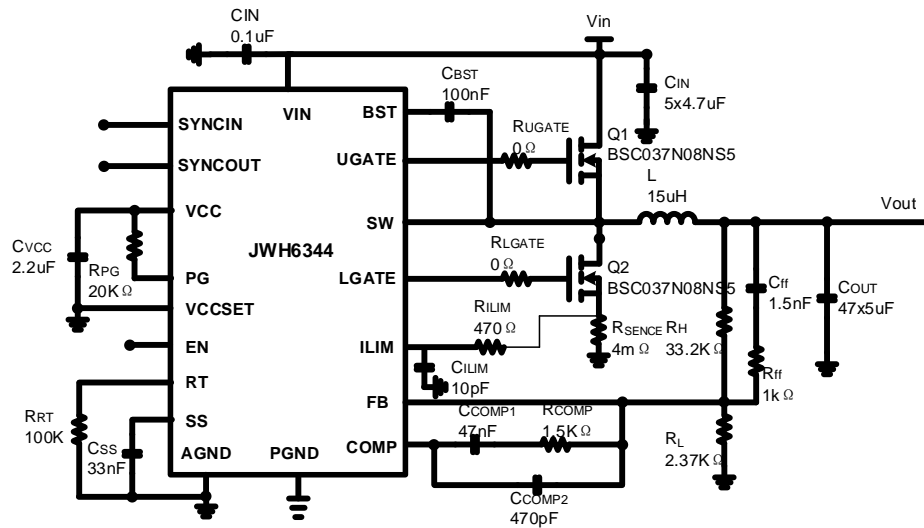 CIN
0.1uF
Vin
CBST
100nF
CIN
5x4.7uF
VIN
BST
SYNCIN
RUGATE
0Ω
Q1
BSC037N08NS5
SYNCOUT
UGATE
L
15uH
VCC
SW
Vout
JWH6344
CVCC
2.2uF
RPG
20KΩ
PG
LGATE
RLGATE
0Ω
Q2
BSC037N08NS5
Cff
1.5nF
COUT
47x5uF
VCCSET
RILIM
470Ω
RSENCE
4mΩ
RH
33.2KΩ
EN
ILIM
CILIM
10pF
Rff
1kΩ
RT
FB
RRT
100K
SS
CSS
33nF
CCOMP1
47nF
RCOMP
1.5KΩ
RL
2.37KΩ
AGND
PGND
COMP
CCOMP2
470pF